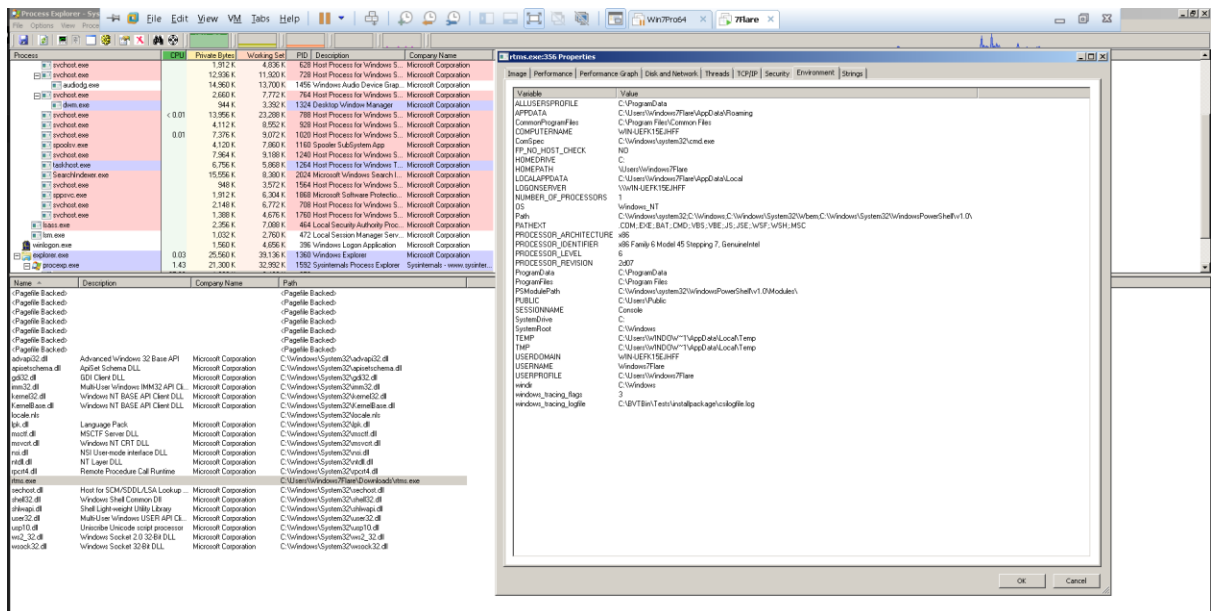 Process Explorer - Sys
File Edit View VM Tabs Help
Win7Pro64
7Flare
File Options View Proce
Process CPU Private Bytes Working Set PID Description Company Name
svchost.exe 1,912 K 4,836 K 628 Host Process for Windows S... Microsoft Corporation
svchost.exe 12,936 K 11,920 K 728 Host Process for Windows S... Microsoft Corporation
audiodg.exe 14,960 K 13,700 K 1456 Windows Audio Device Grap... Microsoft Corporation
svchost.exe 2,660 K 7,772 K 764 Host Process for Windows S... Microsoft Corporation
dwm.exe 944 K 3,392 K 1324 Desktop Window Manager Microsoft Corporation
svchost.exe < 0.01 13,956 K 23,288 K 788 Host Process for Windows S... Microsoft Corporation
svchost.exe 4,112 K 8,552 K 928 Host Process for Windows S... Microsoft Corporation
svchost.exe 0.01 7,376 K 9,072 K 1020 Host Process for Windows S... Microsoft Corporation
spoolsv.exe 4,120 K 7,860 K 1160 Spooler SubSystem App Microsoft Corporation
svchost.exe 7,964 K 9,188 K 1240 Host Process for Windows S... Microsoft Corporation
taskhost.exe 6,756 K 5,868 K 1264 Host Process for Windows T... Microsoft Corporation
SearchIndexer.exe 15,556 K 8,380 K 2024 Microsoft Windows Search I... Microsoft Corporation
svchost.exe 948 K 3,572 K 1564 Host Process for Windows S... Microsoft Corporation
sppsvc.exe 1,912 K 6,304 K 1868 Microsoft Software Protectio... Microsoft Corporation
svchost.exe 2,148 K 6,772 K 708 Host Process for Windows S... Microsoft Corporation
svchost.exe 1,388 K 4,676 K 1760 Host Process for Windows S... Microsoft Corporation
lsass.exe 2,356 K 7,088 K 464 Local Security Authority Proc... Microsoft Corporation
lsm.exe 1,032 K 2,760 K 472 Local Session Manager Serv... Microsoft Corporation
winlogon.exe 1,560 K 4,656 K 396 Windows Logon Application Microsoft Corporation
explorer.exe 0.03 25,560 K 39,136 K 1360 Windows Explorer Microsoft Corporation
procexp.exe 1.43 21,300 K 32,992 K 1592 Sysinternals Process Explorer Sysinternals - www.sysinter...
Name Description Company Name Path
<Pagefile Backed> <Pagefile Backed>
<Pagefile Backed> <Pagefile Backed>
<Pagefile Backed> <Pagefile Backed>
<Pagefile Backed> <Pagefile Backed>
<Pagefile Backed> <Pagefile Backed>
<Pagefile Backed> <Pagefile Backed>
<Pagefile Backed> <Pagefile Backed>
advapi32.dll Advanced Windows 32 Base API Microsoft Corporation C:\Windows\System32\advapi32.dll
apisetschema.dll ApiSet Schema DLL Microsoft Corporation C:\Windows\System32\apisetschema.dll
gdi32.dll GDI Client DLL Microsoft Corporation C:\Windows\System32\gdi32.dll
imm32.dll Multi-User Windows IMM32 API Cli... Microsoft Corporation C:\Windows\System32\imm32.dll
kernel32.dll Windows NT BASE API Client DLL Microsoft Corporation C:\Windows\System32\kernel32.dll
KernelBase.dll Windows NT BASE API Client DLL Microsoft Corporation C:\Windows\System32\KernelBase.dll
locale.nls C:\Windows\System32\locale.nls
lpk.dll Language Pack Microsoft Corporation C:\Windows\System32\lpk.dll
msctf.dll MSCTF Server DLL Microsoft Corporation C:\Windows\System32\msctf.dll
msvcrt.dll Windows NT CRT DLL Microsoft Corporation C:\Windows\System32\msvcrt.dll
nsi.dll NSI User-mode interface DLL Microsoft Corporation C:\Windows\System32\nsi.dll
ntdll.dll NT Layer DLL Microsoft Corporation C:\Windows\System32\ntdll.dll
rpcrt4.dll Remote Procedure Call Runtime Microsoft Corporation C:\Windows\System32\rpcrt4.dll
rtms.exe C:\Users\Windows7Flare\Downloads\rtms.exe
sechost.dll Host for SCM/SDDL/LSA Lookup ... Microsoft Corporation C:\Windows\System32\sechost.dll
shell32.dll Windows Shell Common Dll Microsoft Corporation C:\Windows\System32\shell32.dll
shlwapi.dll Shell Light-weight Utility Library Microsoft Corporation C:\Windows\System32\shlwapi.dll
user32.dll Multi-User Windows USER API Cli... Microsoft Corporation C:\Windows\System32\user32.dll
usp10.dll Uniscribe Unicode script processor Microsoft Corporation C:\Windows\System32\usp10.dll
ws2_32.dll Windows Socket 2.0 32-Bit DLL Microsoft Corporation C:\Windows\System32\ws2_32.dll
wsock32.dll Windows Socket 32-Bit DLL Microsoft Corporation C:\Windows\System32\wsock32.dll
rtms.exe:356 Properties
Image Performance Performance Graph Disk and Network Threads TCP/IP Security Environment Strings
Variable Value
ALLUSERSPROFILE C:\ProgramData
APPDATA C:\Users\Windows7Flare\AppData\Roaming
CommonProgramFiles C:\Program Files\Common Files
COMPUTERNAME WIN-UEFK15EJHFF
ComSpec C:\Windows\system32\cmd.exe
FP_NO_HOST_CHECK NO
HOMEDRIVE C:
HOMEPATH \Users\Windows7Flare
LOCALAPPDATA C:\Users\Windows7Flare\AppData\Local
LOGONSERVER \\WIN-UEFK15EJHFF
NUMBER_OF_PROCESSORS 1
OS Windows_NT
Path C:\Windows\system32;C:\Windows;C:\Windows\System32\Wbem;C:\Windows\System32\WindowsPowerShell\v1.0\
PATHEXT .COM;.EXE;.BAT;.CMD;.VBS;.VBE;.JS;.JSE;.WSF;.WSH;.MSC
PROCESSOR_ARCHITECTURE x86
PROCESSOR_IDENTIFIER x86 Family 6 Model 45 Stepping 7, GenuineIntel
PROCESSOR_LEVEL 6
PROCESSOR_REVISION 2d07
ProgramData C:\ProgramData
ProgramFiles C:\Program Files
PSModulePath C:\Windows\system32\WindowsPowerShell\v1.0\Modules\
PUBLIC C:\Users\Public
SESSIONNAME Console
SystemDrive C:
SystemRoot C:\Windows
TEMP C:\Users\WINDOW~1\AppData\Local\Temp
TMP C:\Users\WINDOW~1\AppData\Local\Temp
USERDOMAIN WIN-UEFK15EJHFF
USERNAME Windows7Flare
USERPROFILE C:\Users\Windows7Flare
windir C:\Windows
windows_tracing_flags 3
windows_tracing_logfile C:\BVTBin\Tests\installpackage\csilogfile.log
OK Cancel